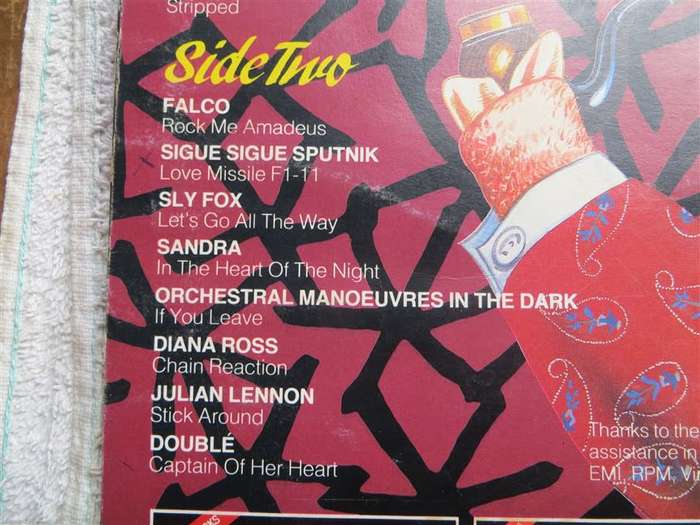 Stripped
Side Two
FALCO
Rock Me Amadeus
SIGUE SIGUE SPUTNIK
Love Missile F1-11
SLY FOX
Let's Go All The Way
SANDRA
In The Heart Of The Night
ORCHESTRAL MANOEUVRES IN THE DARK
If You Leave
DIANA ROSS
Chain Reaction
JULIAN LENNON
Stick Around
DOUBLÉ
Captain Of Her Heart
Thanks to the
assistance in
EMI, RPM,